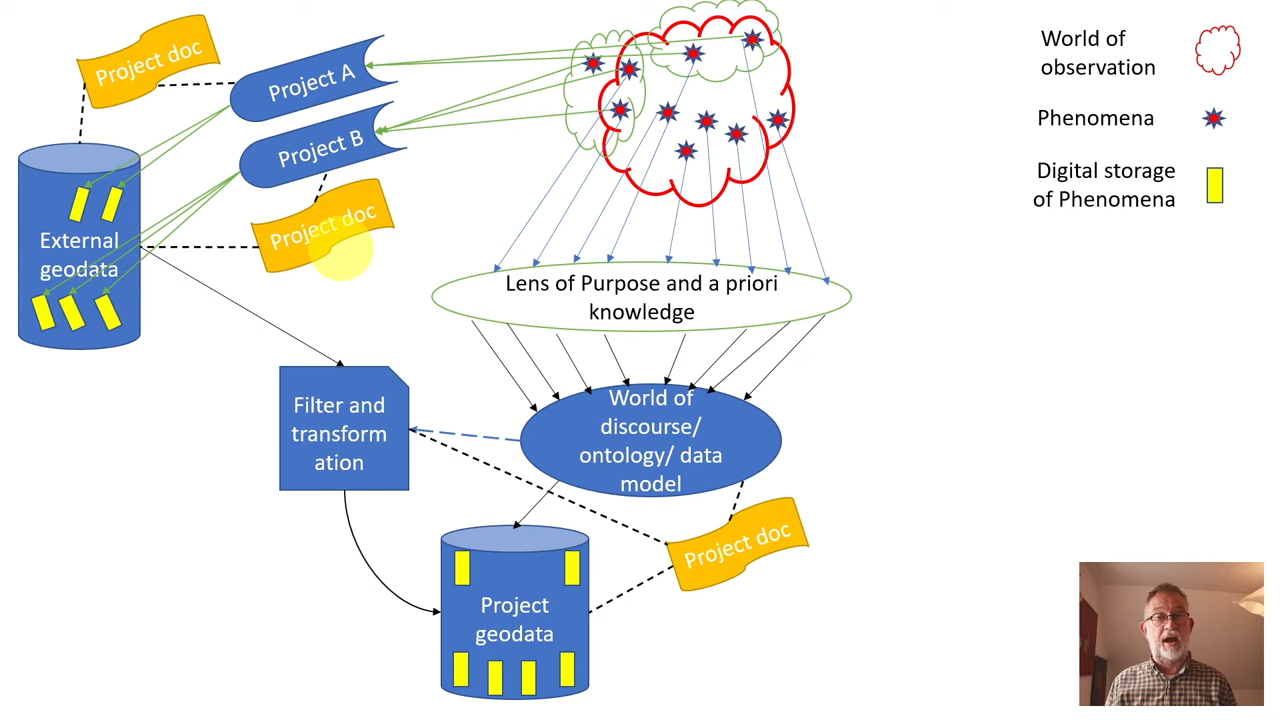 Project doc
Project A
Project B
Project doc
External
geodata
World of
observation
Phenomena
Digital storage
of Phenomena
Lens of Purpose and a priori
knowledge
Filter and
transform
ation
World of
discourse/
ontology/ data
model
Project doc
Project
geodata